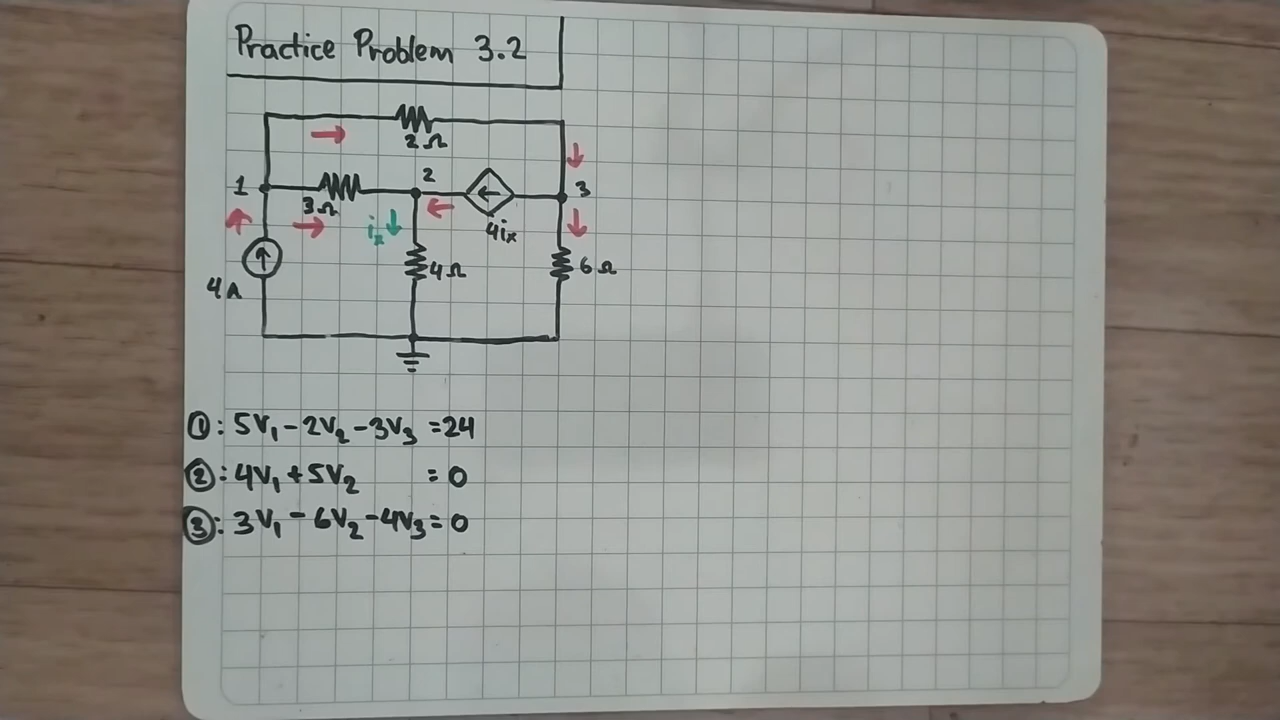 Practice Problem 3.2
2Ω
1
3Ω
2
3
iₓ
4iₓ
4Ω
6Ω
4A
①: 5V₁ - 2V₂ - 3V₃ = 24
②: 4V₁ + 5V₂ = 0
③: 3V₁ - 6V₂ - 4V₃ = 0